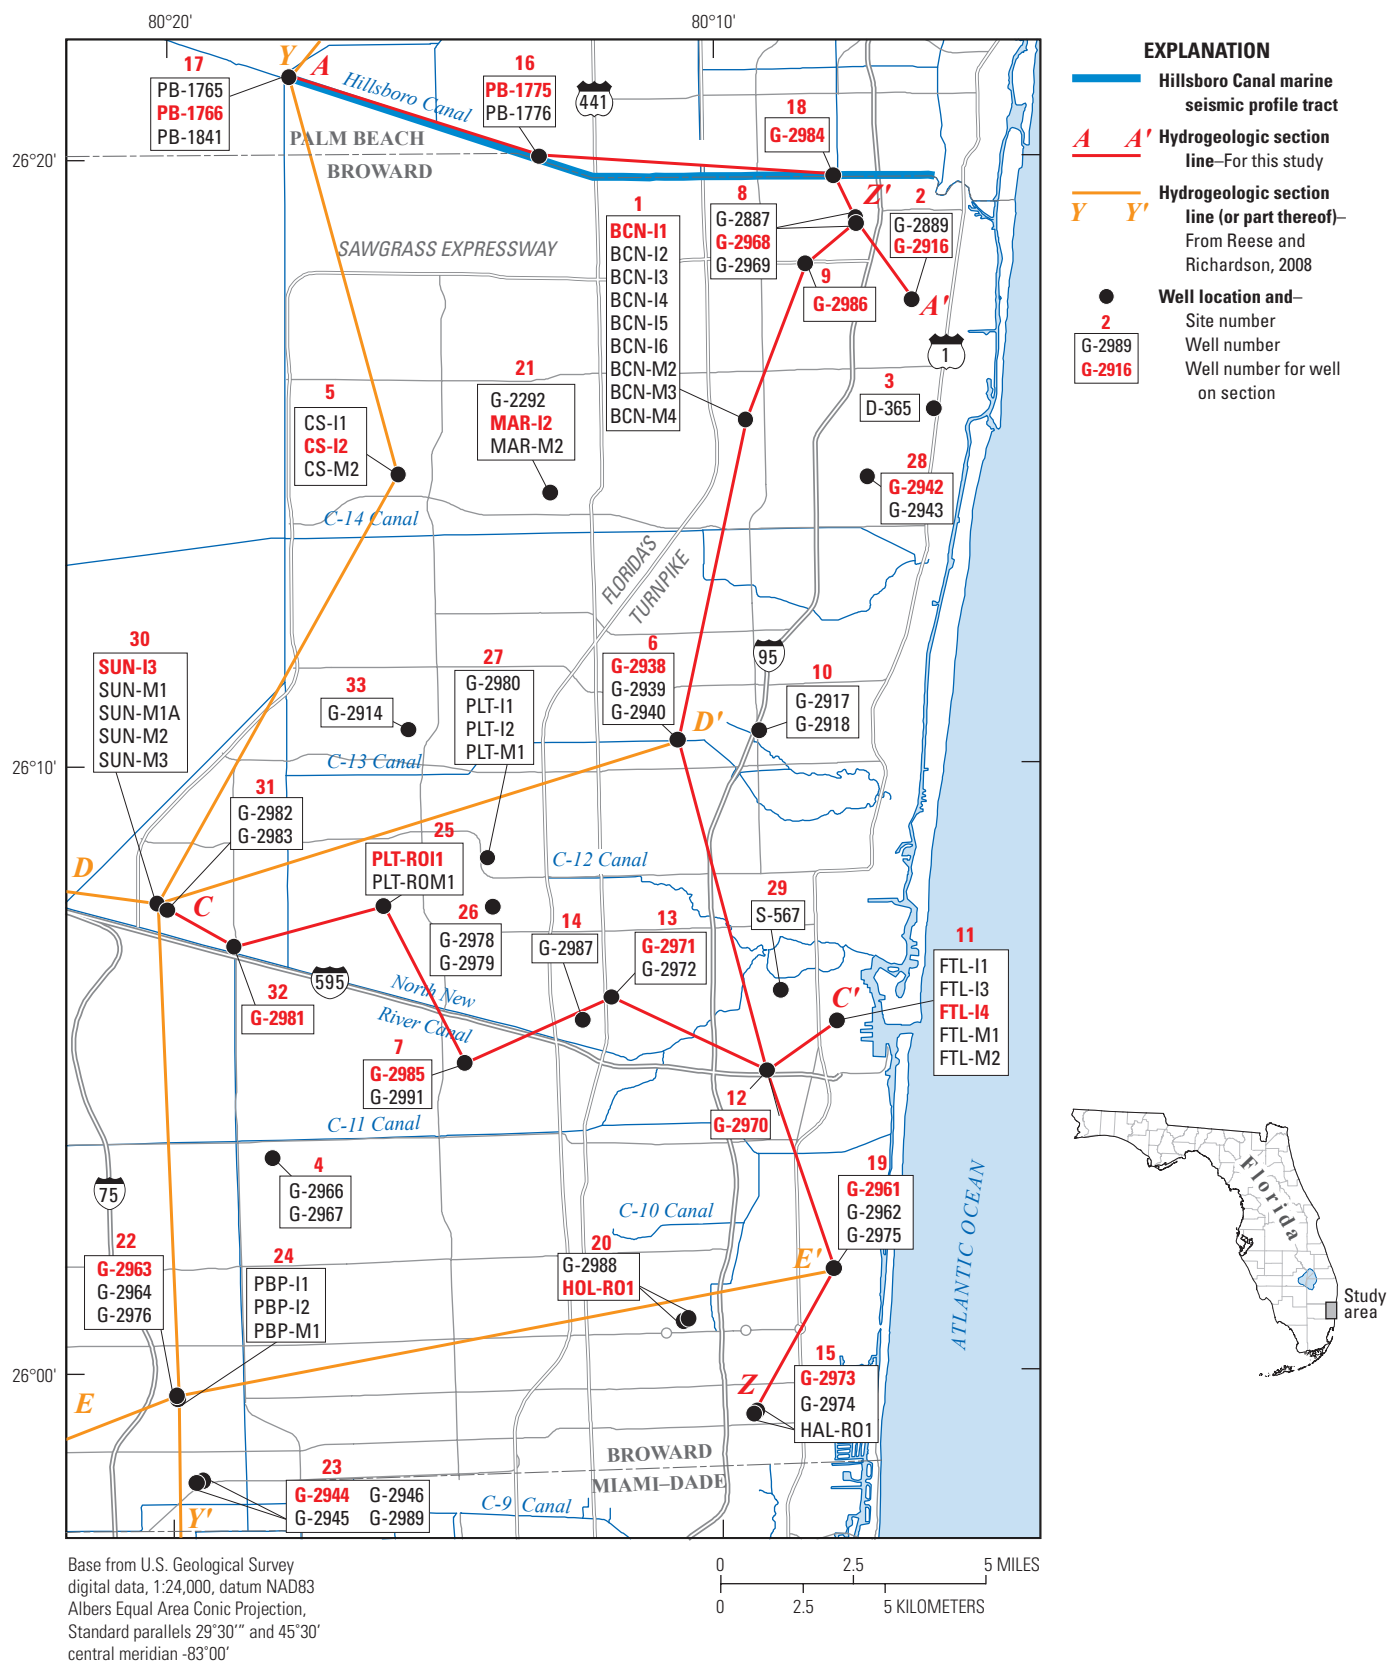 80°20'
80°10'
17
PB-1765
PB-1766
PB-1841
Y
A
Hillsboro Canal
16
PB-1775
PB-1776
441
18
G-2984
PALM BEACH
BROWARD
26°20'
Z'
8
G-2887
G-2968
G-2969
2
G-2889
G-2916
1
BCN-I1
BCN-I2
BCN-I3
BCN-I4
BCN-I5
BCN-I6
BCN-M2
BCN-M3
BCN-M4
SAWGRASS EXPRESSWAY
9
G-2986
A'
1
21
G-2292
MAR-I2
MAR-M2
5
CS-I1
CS-I2
CS-M2
3
D-365
28
G-2942
G-2943
C-14 Canal
FLORIDA'S
TURNPIKE
30
SUN-I3
SUN-M1
SUN-M1A
SUN-M2
SUN-M3
33
G-2914
27
G-2980
PLT-I1
PLT-I2
PLT-M1
6
G-2938
G-2939
G-2940
95
10
G-2917
G-2918
D'
26°10'
C-13 Canal
31
G-2982
G-2983
25
PLT-ROI1
PLT-ROM1
C-12 Canal
D
C
26
G-2978
G-2979
14
G-2987
13
G-2971
G-2972
29
S-567
11
FTL-I1
FTL-I3
FTL-I4
FTL-M1
FTL-M2
C'
595
North New
River Canal
32
G-2981
7
G-2985
G-2991
12
G-2970
C-11 Canal
4
G-2966
G-2967
75
C-10 Canal
19
G-2961
G-2962
G-2975
E'
22
G-2963
G-2964
G-2976
24
PBP-I1
PBP-I2
PBP-M1
20
G-2988
HOL-RO1
ATLANTIC OCEAN
26°00'
E
Z
15
G-2973
G-2974
HAL-RO1
BROWARD
MIAMI–DADE
23
G-2944 G-2946
G-2945 G-2989
Y'
C-9 Canal
EXPLANATION
Hillsboro Canal marine
seismic profile tract
A A' Hydrogeologic section
line–For this study
Hydrogeologic section
Y Y' line (or part thereof)–
From Reese and
Richardson, 2008
Well location and–
2 Site number
G-2989 Well number
G-2916 Well number for well
on section
Florida
Study
area
Base from U.S. Geological Survey
digital data, 1:24,000, datum NAD83
Albers Equal Area Conic Projection,
Standard parallels 29°30'" and 45°30'
central meridian -83°00'
0 2.5 5 MILES
0 2.5 5 KILOMETERS